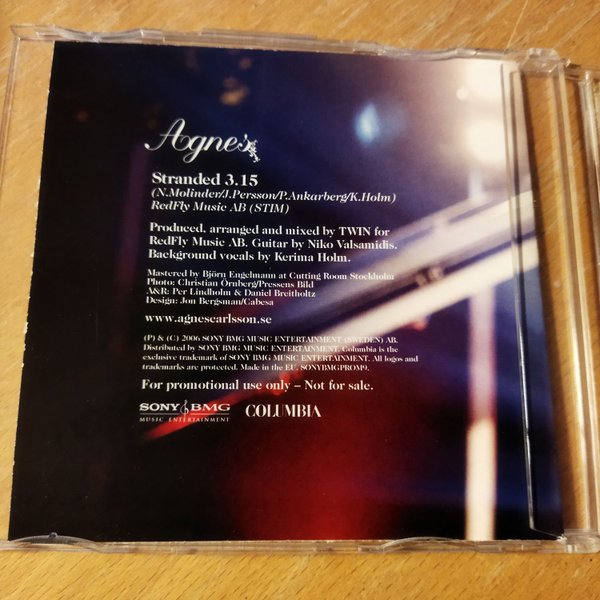 Agnes
Stranded 3.15
(N.Molinder/J.Persson/P.Ankarberg/K.Holm)
RedFly Music AB (STIM)
Produced, arranged and mixed by TWIN for
RedFly Music AB. Guitar by Niko Valsamidis.
Background vocals by Kerima Holm.
Mastered by Björn Engelmann at Cutting Room Stockholm
Photo: Christian Örnberg/Pressens Bild
A&R: Per Lindholm & Daniel Breitholtz
Design: Jon Bergsman/Cabesa
www.agnescarlsson.se
(P) & (C) 2006 SONY BMG MUSIC ENTERTAINMENT (SWEDEN) AB.
Distributed by SONY BMG MUSIC ENTERTAINMENT. Columbia is the
exclusive trademark of SONY BMG MUSIC ENTERTAINMENT. All logos and
trademarks are protected. Made in the EU. SONYBMGPROM9.
For promotional use only – Not for sale.
SONY BMG COLUMBIA
MUSIC ENTERTAINMENT